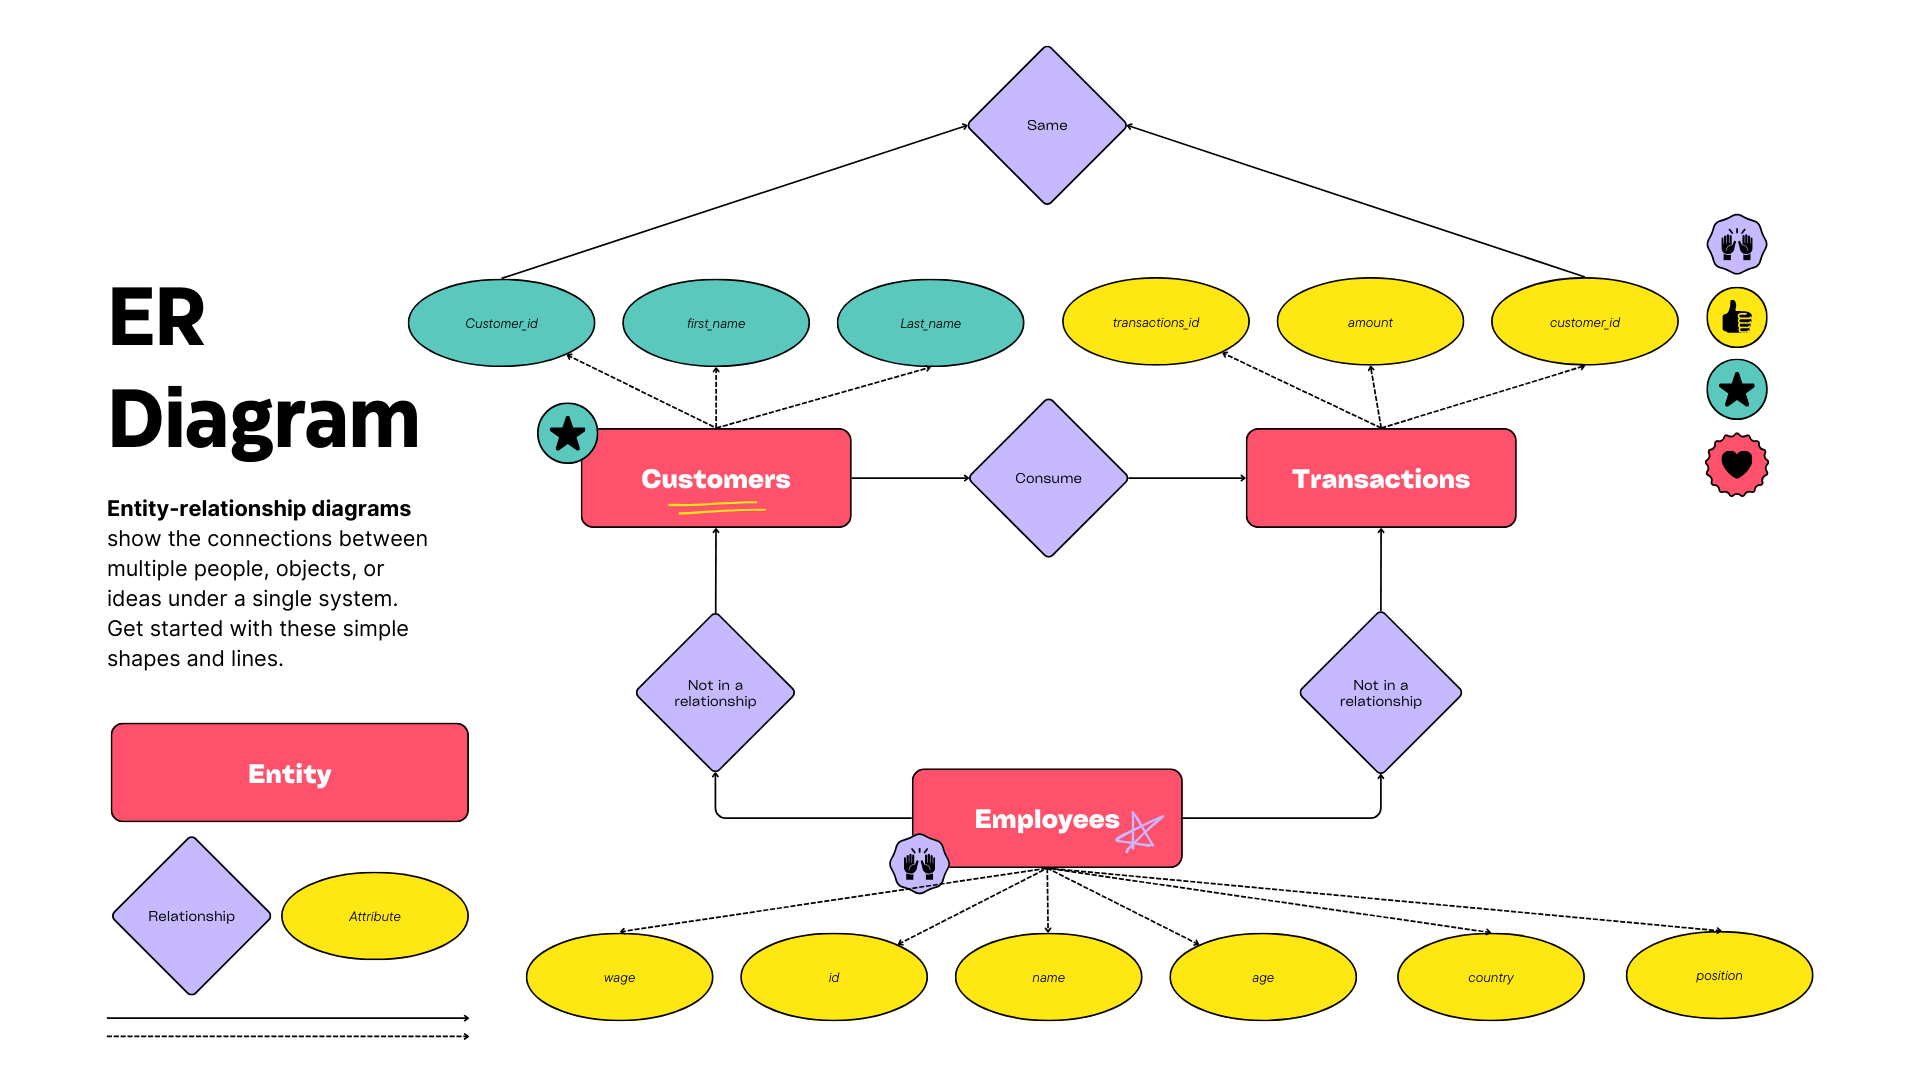 Same
ER
Diagram
Customer_id
first_name
Last_name
transactions_id
amount
customer_id
Customers
Consume
Transactions
Entity-relationship diagrams
show the connections between
multiple people, objects, or
ideas under a single system.
Get started with these simple
shapes and lines.
Not in a
relationship
Not in a
relationship
Entity
Employees
Relationship
Attribute
wage
id
name
age
country
position